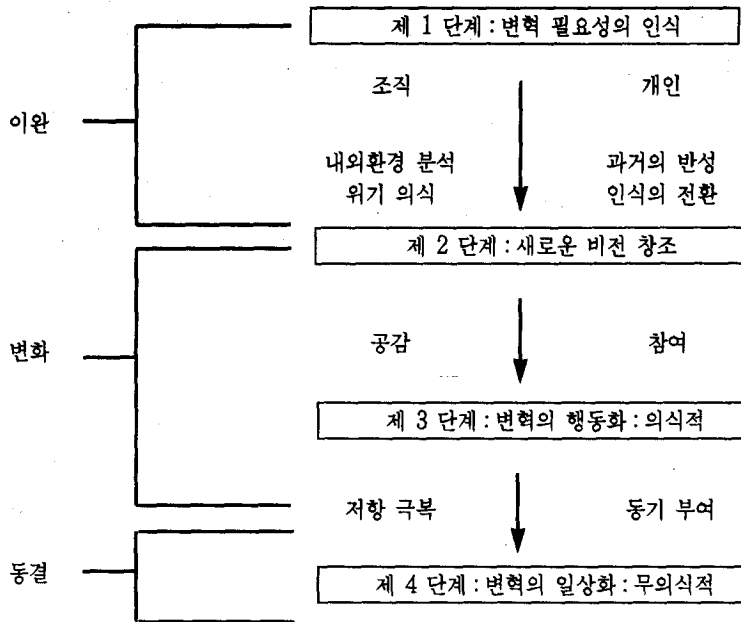 제 1 단계 : 변혁 필요성의 인식
조직
개인
이완
내외환경 분석
과거의 반성
위기 의식
인식의 전환
제 2 단계 : 새로운 비전 창조
변화
공감
참여
제 3 단계 : 변혁의 행동화 : 의식적
저항 극복
동기 부여
동결
제 4 단계 : 변혁의 일상화 : 무의식적